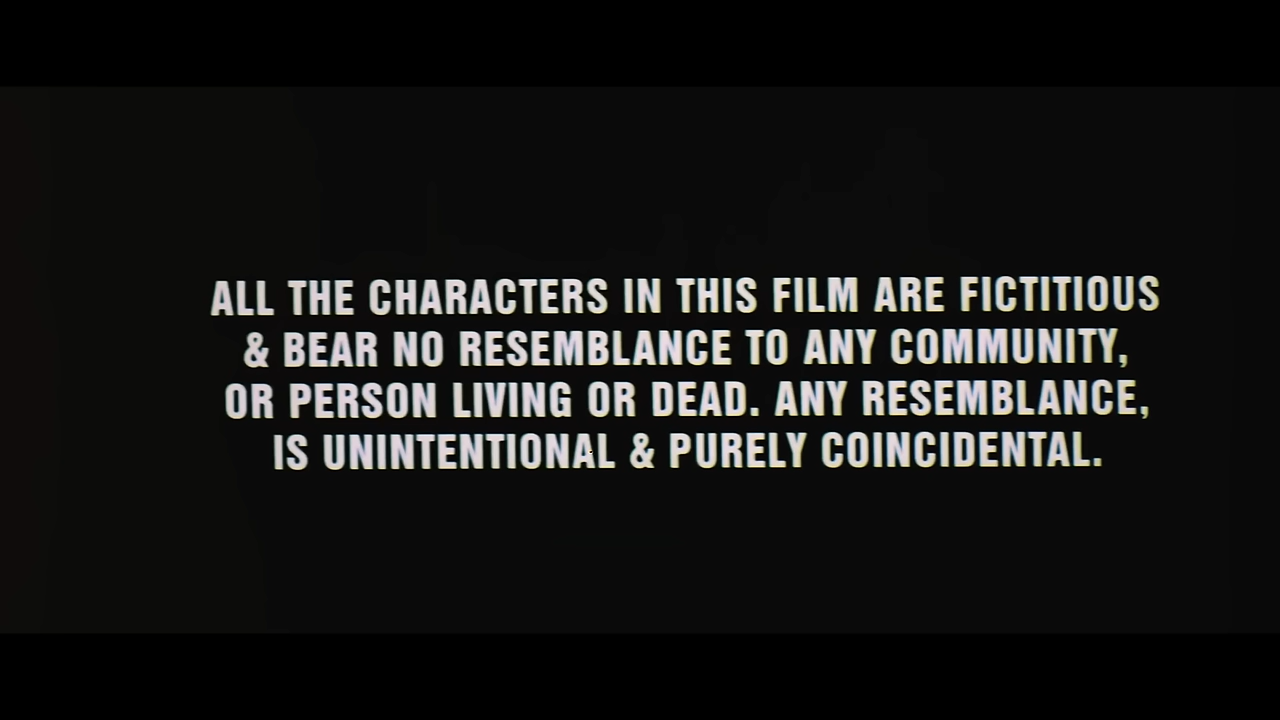 ALL THE CHARACTERS IN THIS FILM ARE FICTITIOUS
& BEAR NO RESEMBLANCE TO ANY COMMUNITY,
OR PERSON LIVING OR DEAD. ANY RESEMBLANCE,
IS UNINTENTIONAL & PURELY COINCIDENTAL.